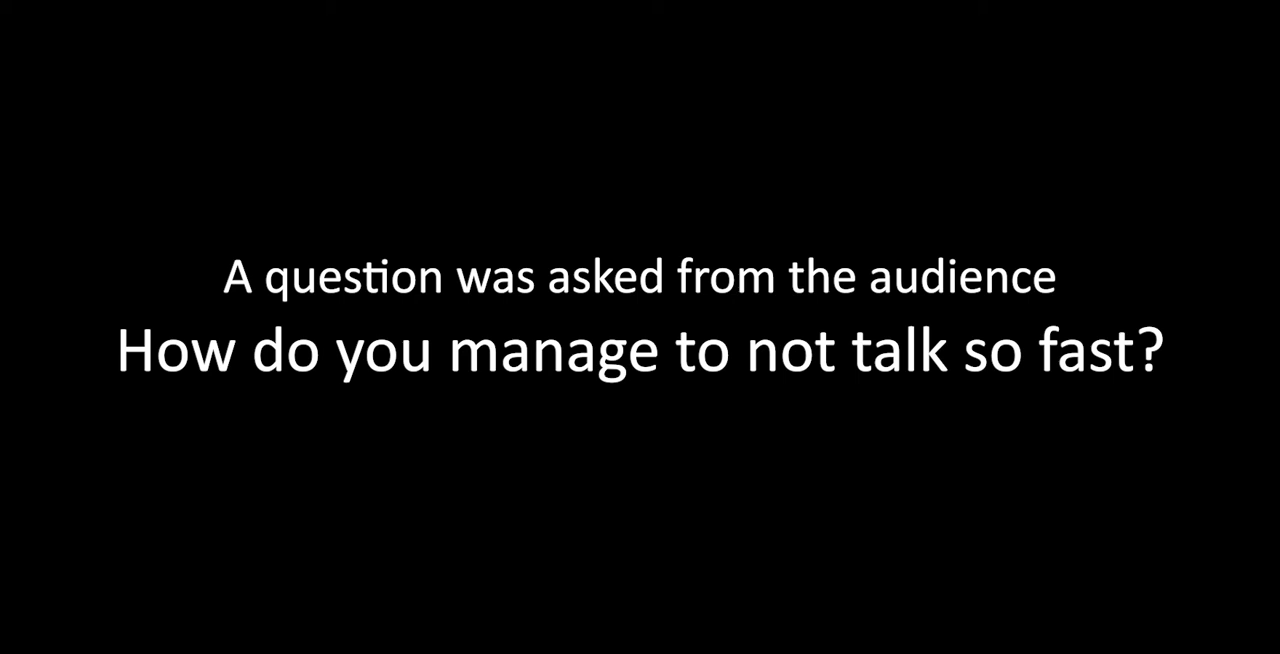 A question was asked from the audience
How do you manage to not talk so fast?